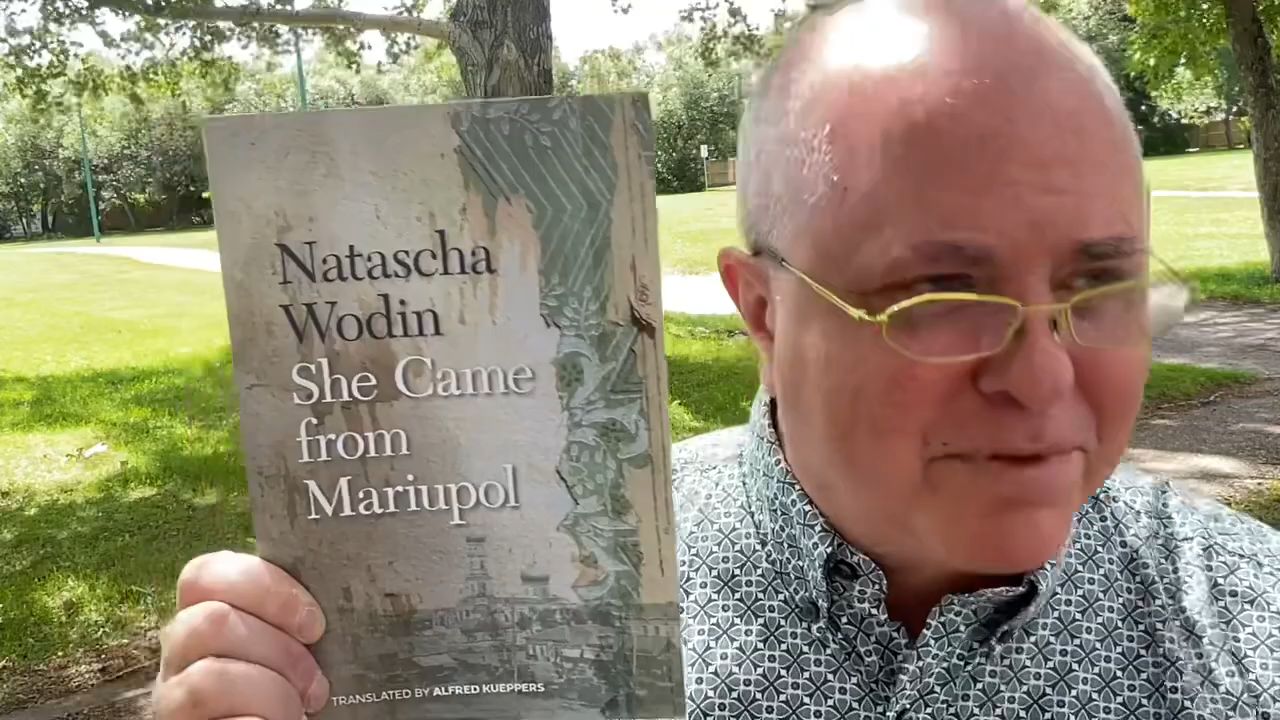 Natascha
Wodin
She Came
from
Mariupol
TRANSLATED BY ALFRED KUEPPERS